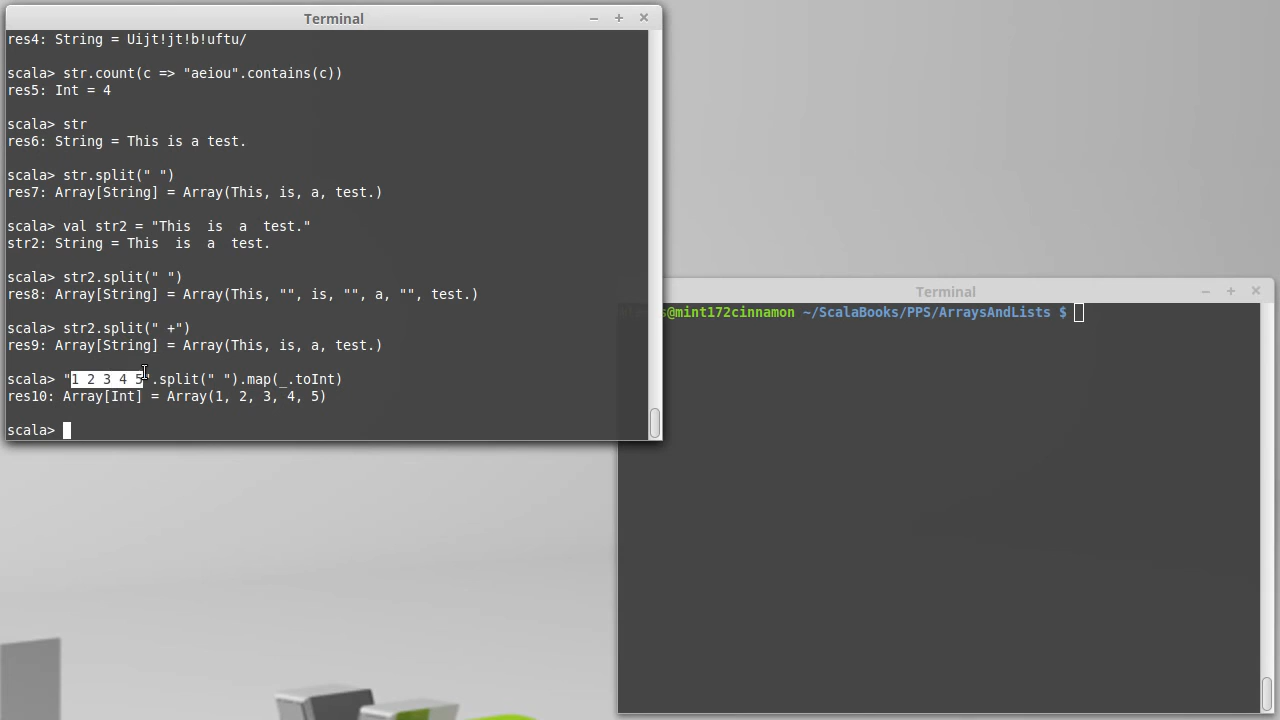 Terminal
res4: String = Uijt!jt!b!uftu/
scala> str.count(c => "aeiou".contains(c))
res5: Int = 4
scala> str
res6: String = This is a test.
scala> str.split(" ")
res7: Array[String] = Array(This, is, a, test.)
scala> val str2 = "This  is  a  test."
str2: String = This  is  a  test.
scala> str2.split(" ")
res8: Array[String] = Array(This, "", is, "", a, "", test.)
scala> str2.split(" +")
res9: Array[String] = Array(This, is, a, test.)
scala> "1 2 3 4 5".split(" ").map(_.toInt)
res10: Array[Int] = Array(1, 2, 3, 4, 5)
scala>
Terminal
s@mint172cinnamon ~/ScalaBooks/PPS/ArraysAndLists $